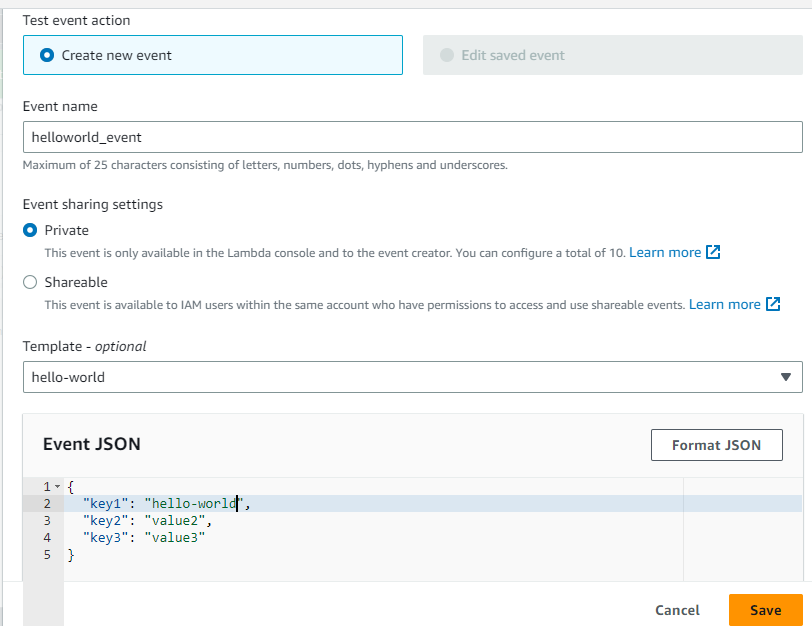 Test event action
Create new event
Edit saved event
Event name
helloworld_event
Maximum of 25 characters consisting of letters, numbers, dots, hyphens and underscores.
Event sharing settings
Private
This event is only available in the Lambda console and to the event creator. You can configure a total of 10. Learn more
Shareable
This event is available to IAM users within the same account who have permissions to access and use shareable events. Learn more
Template - optional
hello-world
Event JSON
Format JSON
1 {
2 "key1": "hello-world",
3 "key2": "value2",
4 "key3": "value3"
5 }
Cancel
Save